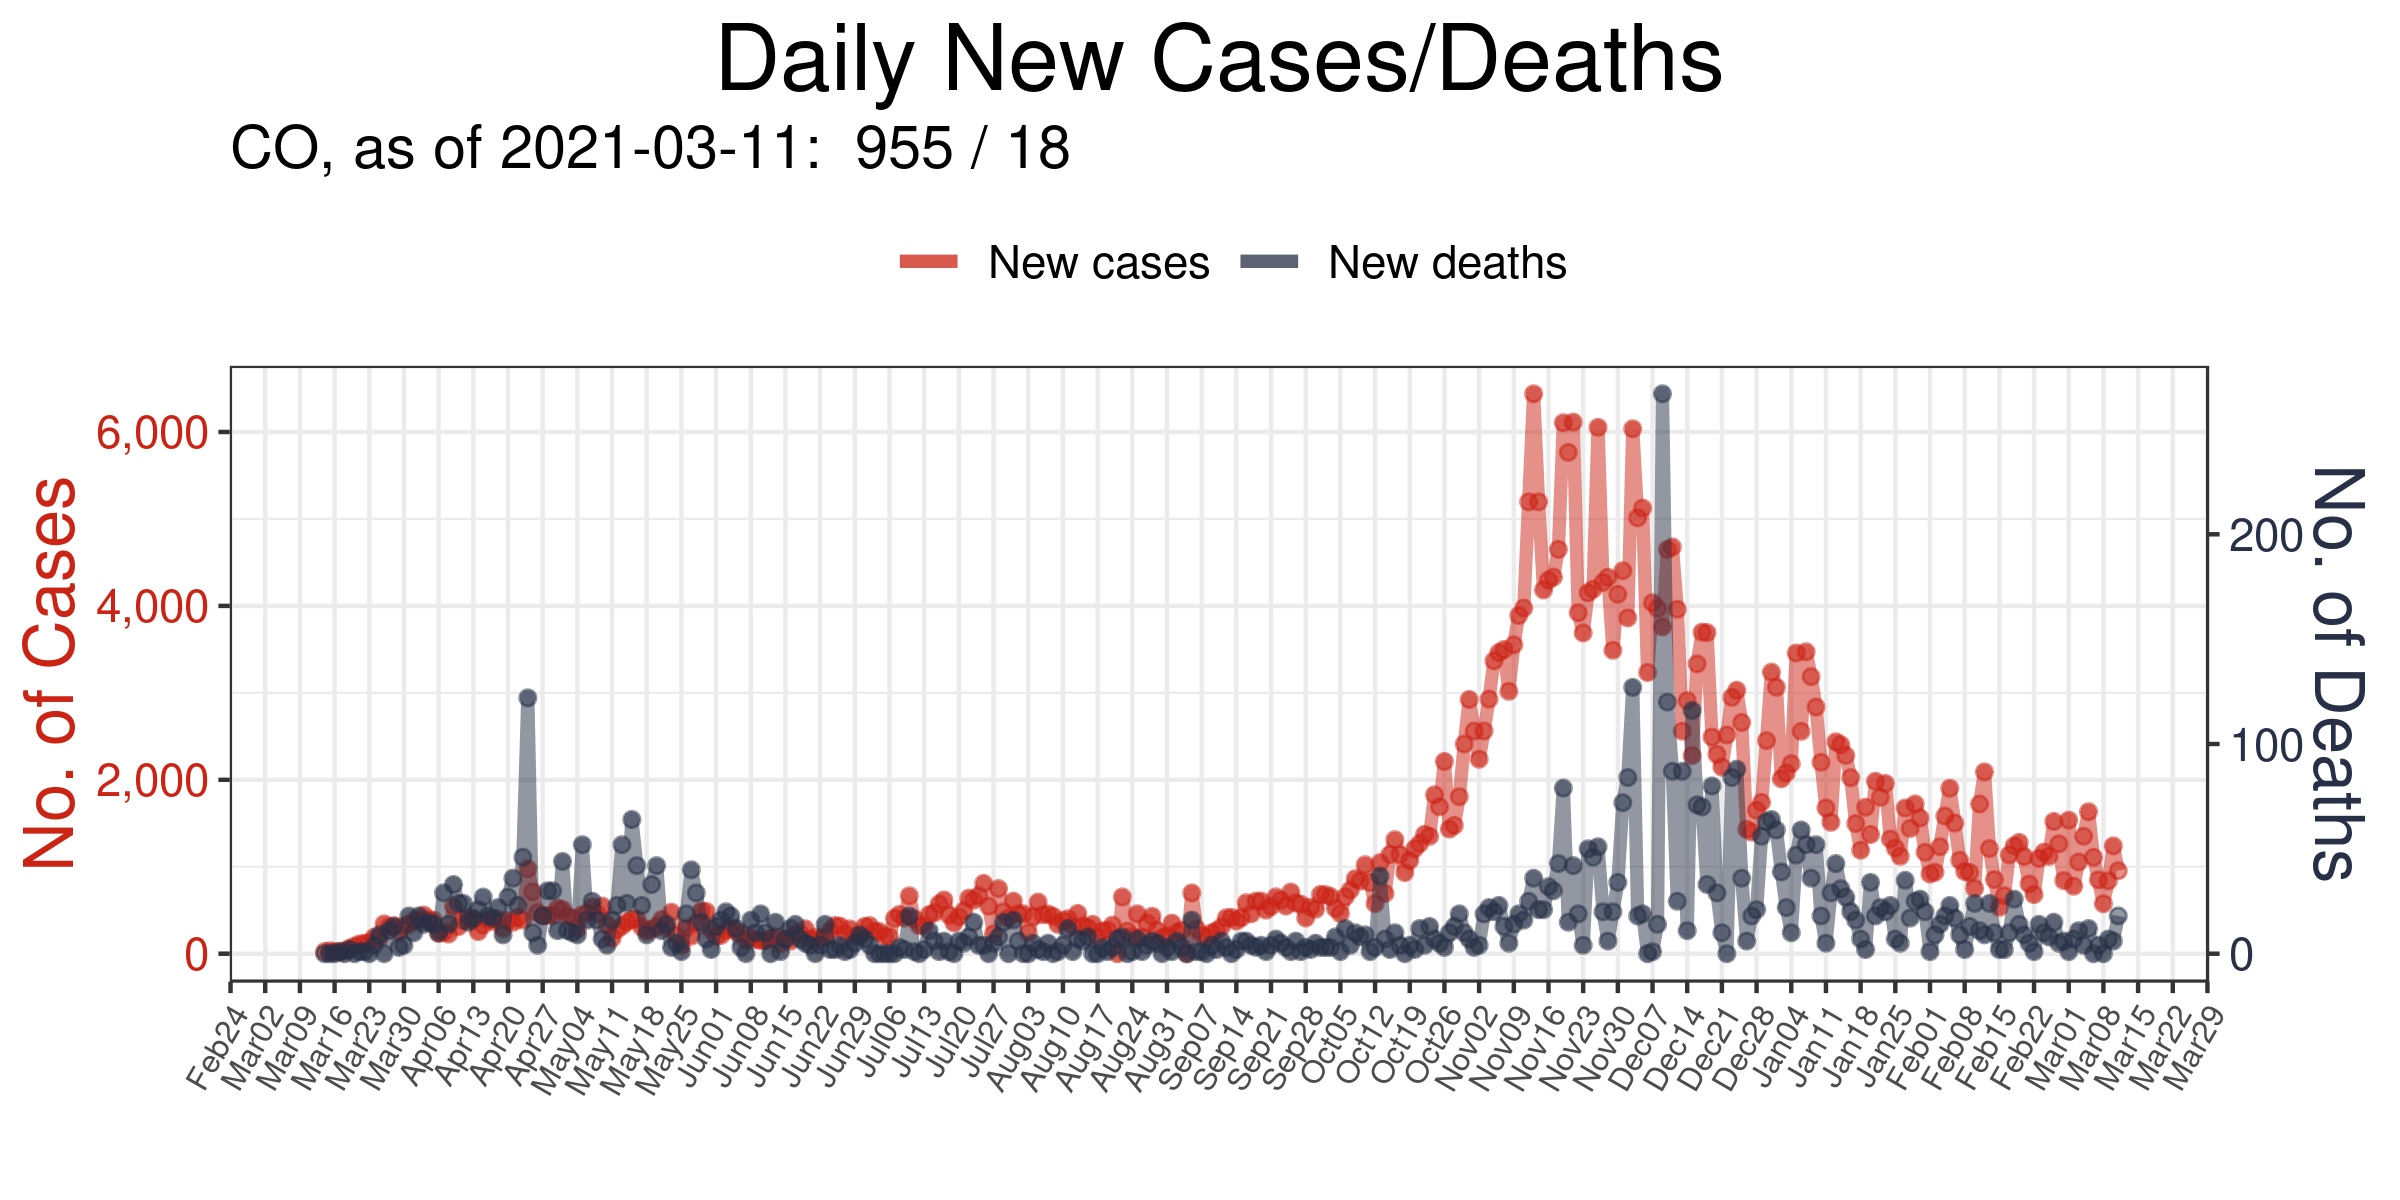 Daily New Cases/Deaths
CO, as of 2021-03-11:  955 / 18
New cases
New deaths
No. of Cases
6,000
4,000
2,000
0
No. of Deaths
200
100
0
Feb24
Mar02
Mar09
Mar16
Mar23
Mar30
Apr06
Apr13
Apr20
Apr27
May04
May11
May18
May25
Jun01
Jun08
Jun15
Jun22
Jun29
Jul06
Jul13
Jul20
Jul27
Aug03
Aug10
Aug17
Aug24
Aug31
Sep07
Sep14
Sep21
Sep28
Oct05
Oct12
Oct19
Oct26
Nov02
Nov09
Nov16
Nov23
Nov30
Dec07
Dec14
Dec21
Dec28
Jan04
Jan11
Jan18
Jan25
Feb01
Feb08
Feb15
Feb22
Mar01
Mar08
Mar15
Mar22
Mar29